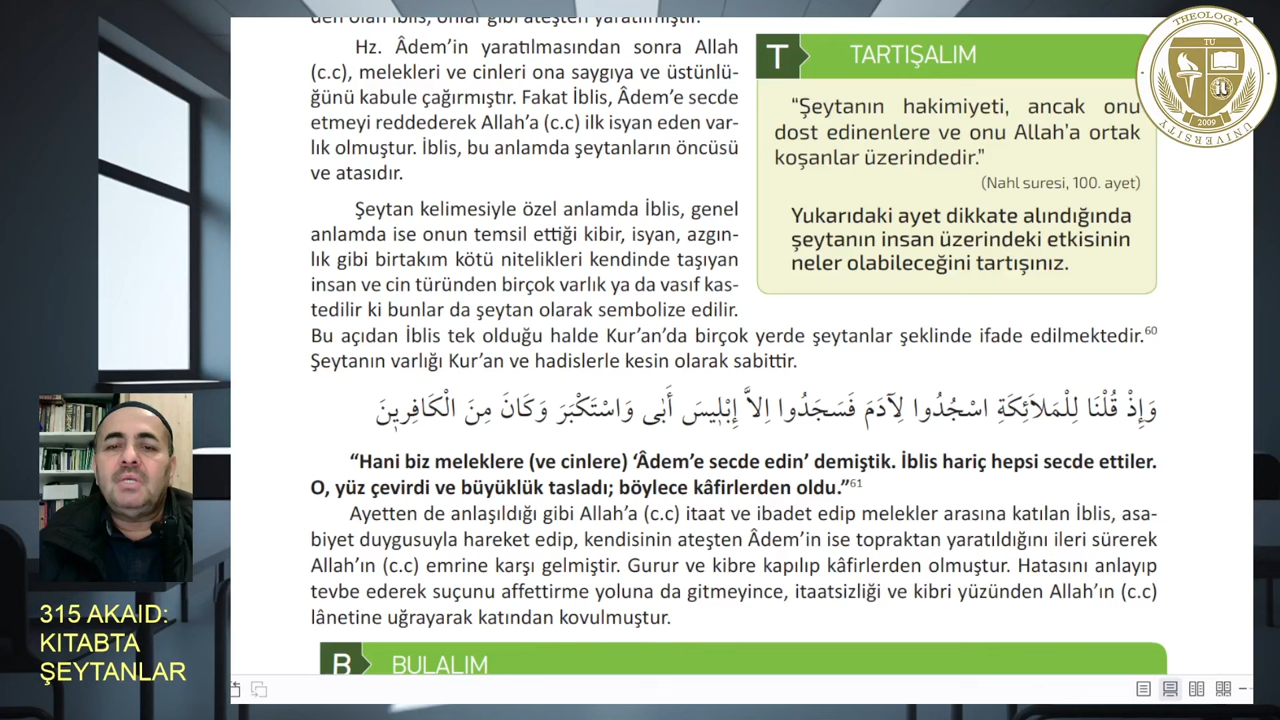 den olan İblis, onlar gibi ateşten yaratılmıştır.
Hz. Âdem’in yaratılmasından sonra Allah
(c.c), melekleri ve cinleri ona saygıya ve üstünlü-
ğünü kabule çağırmıştır. Fakat İblis, Âdem’e secde
etmeyi reddederek Allah’a (c.c) ilk isyan eden var-
lık olmuştur. İblis, bu anlamda şeytanların öncüsü
ve atasıdır.
Şeytan kelimesiyle özel anlamda İblis, genel
anlamda ise onun temsil ettiği kibir, isyan, azgın-
lık gibi birtakım kötü nitelikleri kendinde taşıyan
insan ve cin türünden birçok varlık ya da vasıf kas-
tedilir ki bunlar da şeytan olarak sembolize edilir.
Bu açıdan İblis tek olduğu halde Kur’an’da birçok yerde şeytanlar şeklinde ifade edilmektedir.60
Şeytanın varlığı Kur’an ve hadislerle kesin olarak sabittir.
T TARTIŞALIM
“Şeytanın hakimiyeti, ancak onu
dost edinenlere ve onu Allah’a ortak
koşanlar üzerindedir.”
(Nahl suresi, 100. ayet)
Yukarıdaki ayet dikkate alındığında
şeytanın insan üzerindeki etkisinin
neler olabileceğini tartışınız.
وَإِذْ قُلْنَا لِلْمَلاَئِكَةِ اسْجُدُوا لِآدَمَ فَسَجَدُوا اِلاَّ إِبْلٖيسَ أَبٰى وَاسْتَكْبَرَ وَكَانَ مِنَ الْكَافِرٖينَ
“Hani biz meleklere (ve cinlere) ‘Âdem’e secde edin’ demiştik. İblis hariç hepsi secde ettiler.
O, yüz çevirdi ve büyüklük tasladı; böylece kâfirlerden oldu.”61
Ayetten de anlaşıldığı gibi Allah’a (c.c) itaat ve ibadet edip melekler arasına katılan İblis, asa-
biyet duygusuyla hareket edip, kendisinin ateşten Âdem’in ise topraktan yaratıldığını ileri sürerek
Allah’ın (c.c) emrine karşı gelmiştir. Gurur ve kibre kapılıp kâfirlerden olmuştur. Hatasını anlayıp
tevbe ederek suçunu affettirme yoluna da gitmeyince, itaatsizliği ve kibri yüzünden Allah’ın (c.c)
lânetine uğrayarak katından kovulmuştur.
B BULALIM
315 AKAID:
KITABTA
ŞEYTANLAR
THEOLOGY
TU
2009
UNIVERSITY